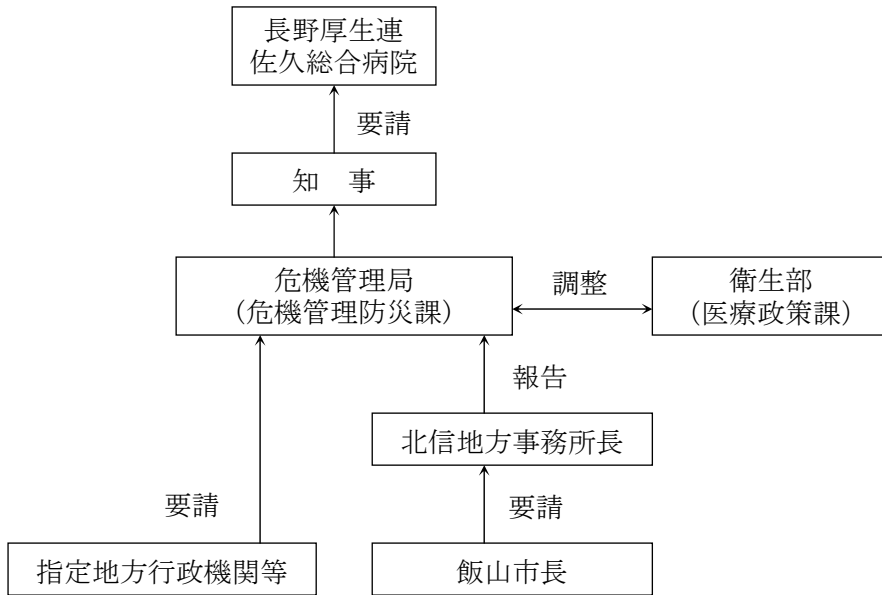 長野厚生連
佐久総合病院
要請
知　事
危機管理局
（危機管理防災課）
調整
衛生部
（医療政策課）
報告
北信地方事務所長
要請
要請
指定地方行政機関等
飯山市長